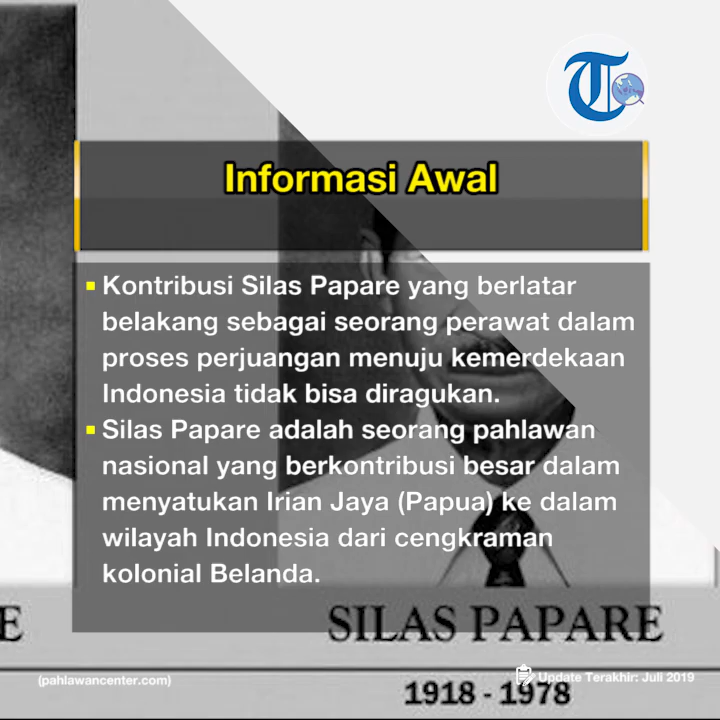 Informasi Awal
Kontribusi Silas Papare yang berlatar
belakang sebagai seorang perawat dalam
proses perjuangan menuju kemerdekaan
Indonesia tidak bisa diragukan.
Silas Papare adalah seorang pahlawan
nasional yang berkontribusi besar dalam
menyatukan Irian Jaya (Papua) ke dalam
wilayah Indonesia dari cengkraman
kolonial Belanda.
E
SILAS PAPARE
(pahlawancenter.com)
Update Terakhir: Juli 2019
1918 - 1978